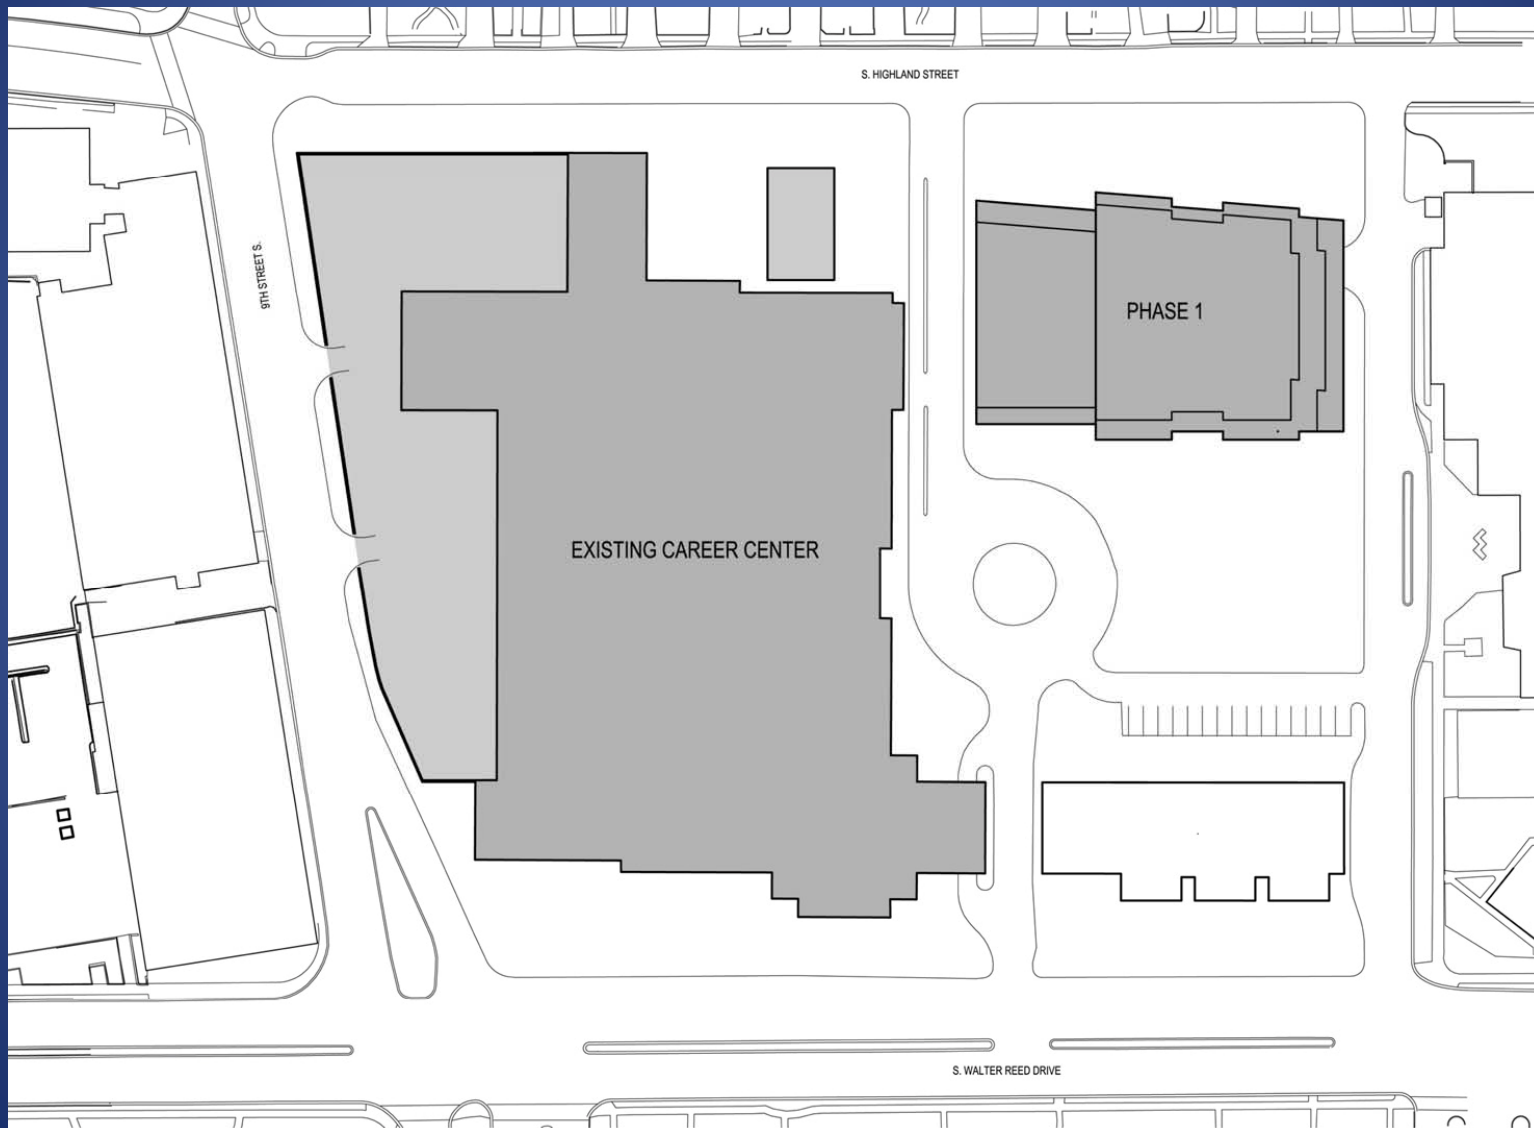 S. HIGHLAND STREET
9TH STREET S.
PHASE 1
EXISTING CAREER CENTER
S. WALTER REED DRIVE